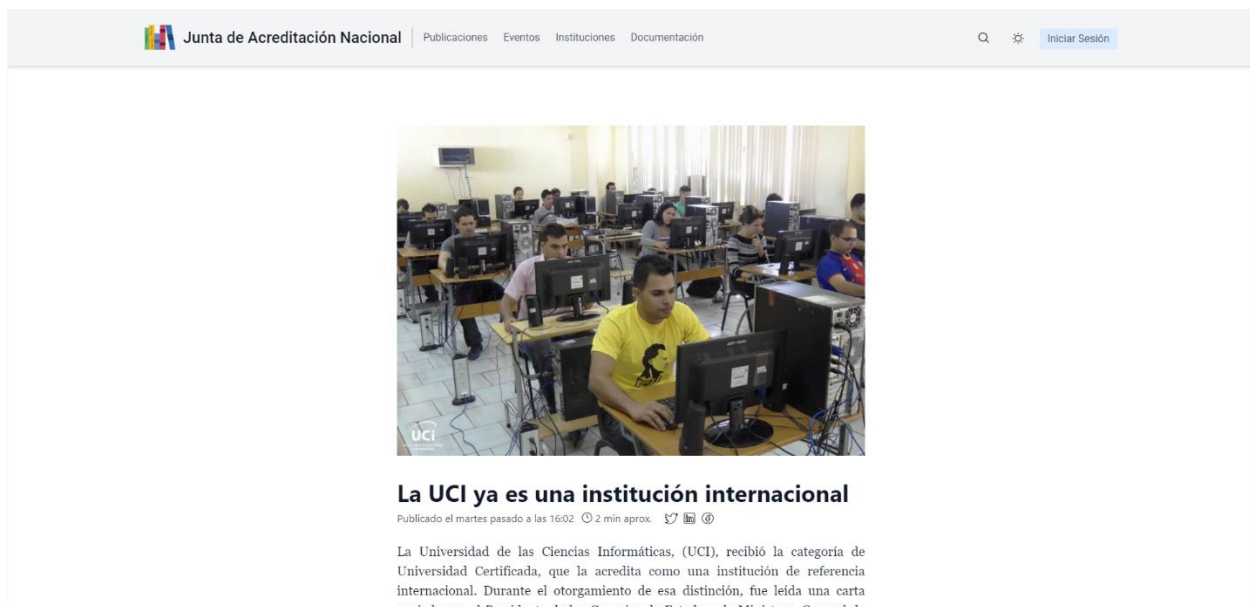 Junta de Acreditación Nacional
Publicaciones Eventos Instituciones Documentación
Iniciar Sesión
UCi
La UCI ya es una institución internacional
Publicado el martes pasado a las 16:02 2 min aprox.
La Universidad de las Ciencias Informáticas, (UCI), recibió la categoría de
Universidad Certificada, que la acredita como una institución de referencia
internacional. Durante el otorgamiento de esa distinción, fue leída una carta